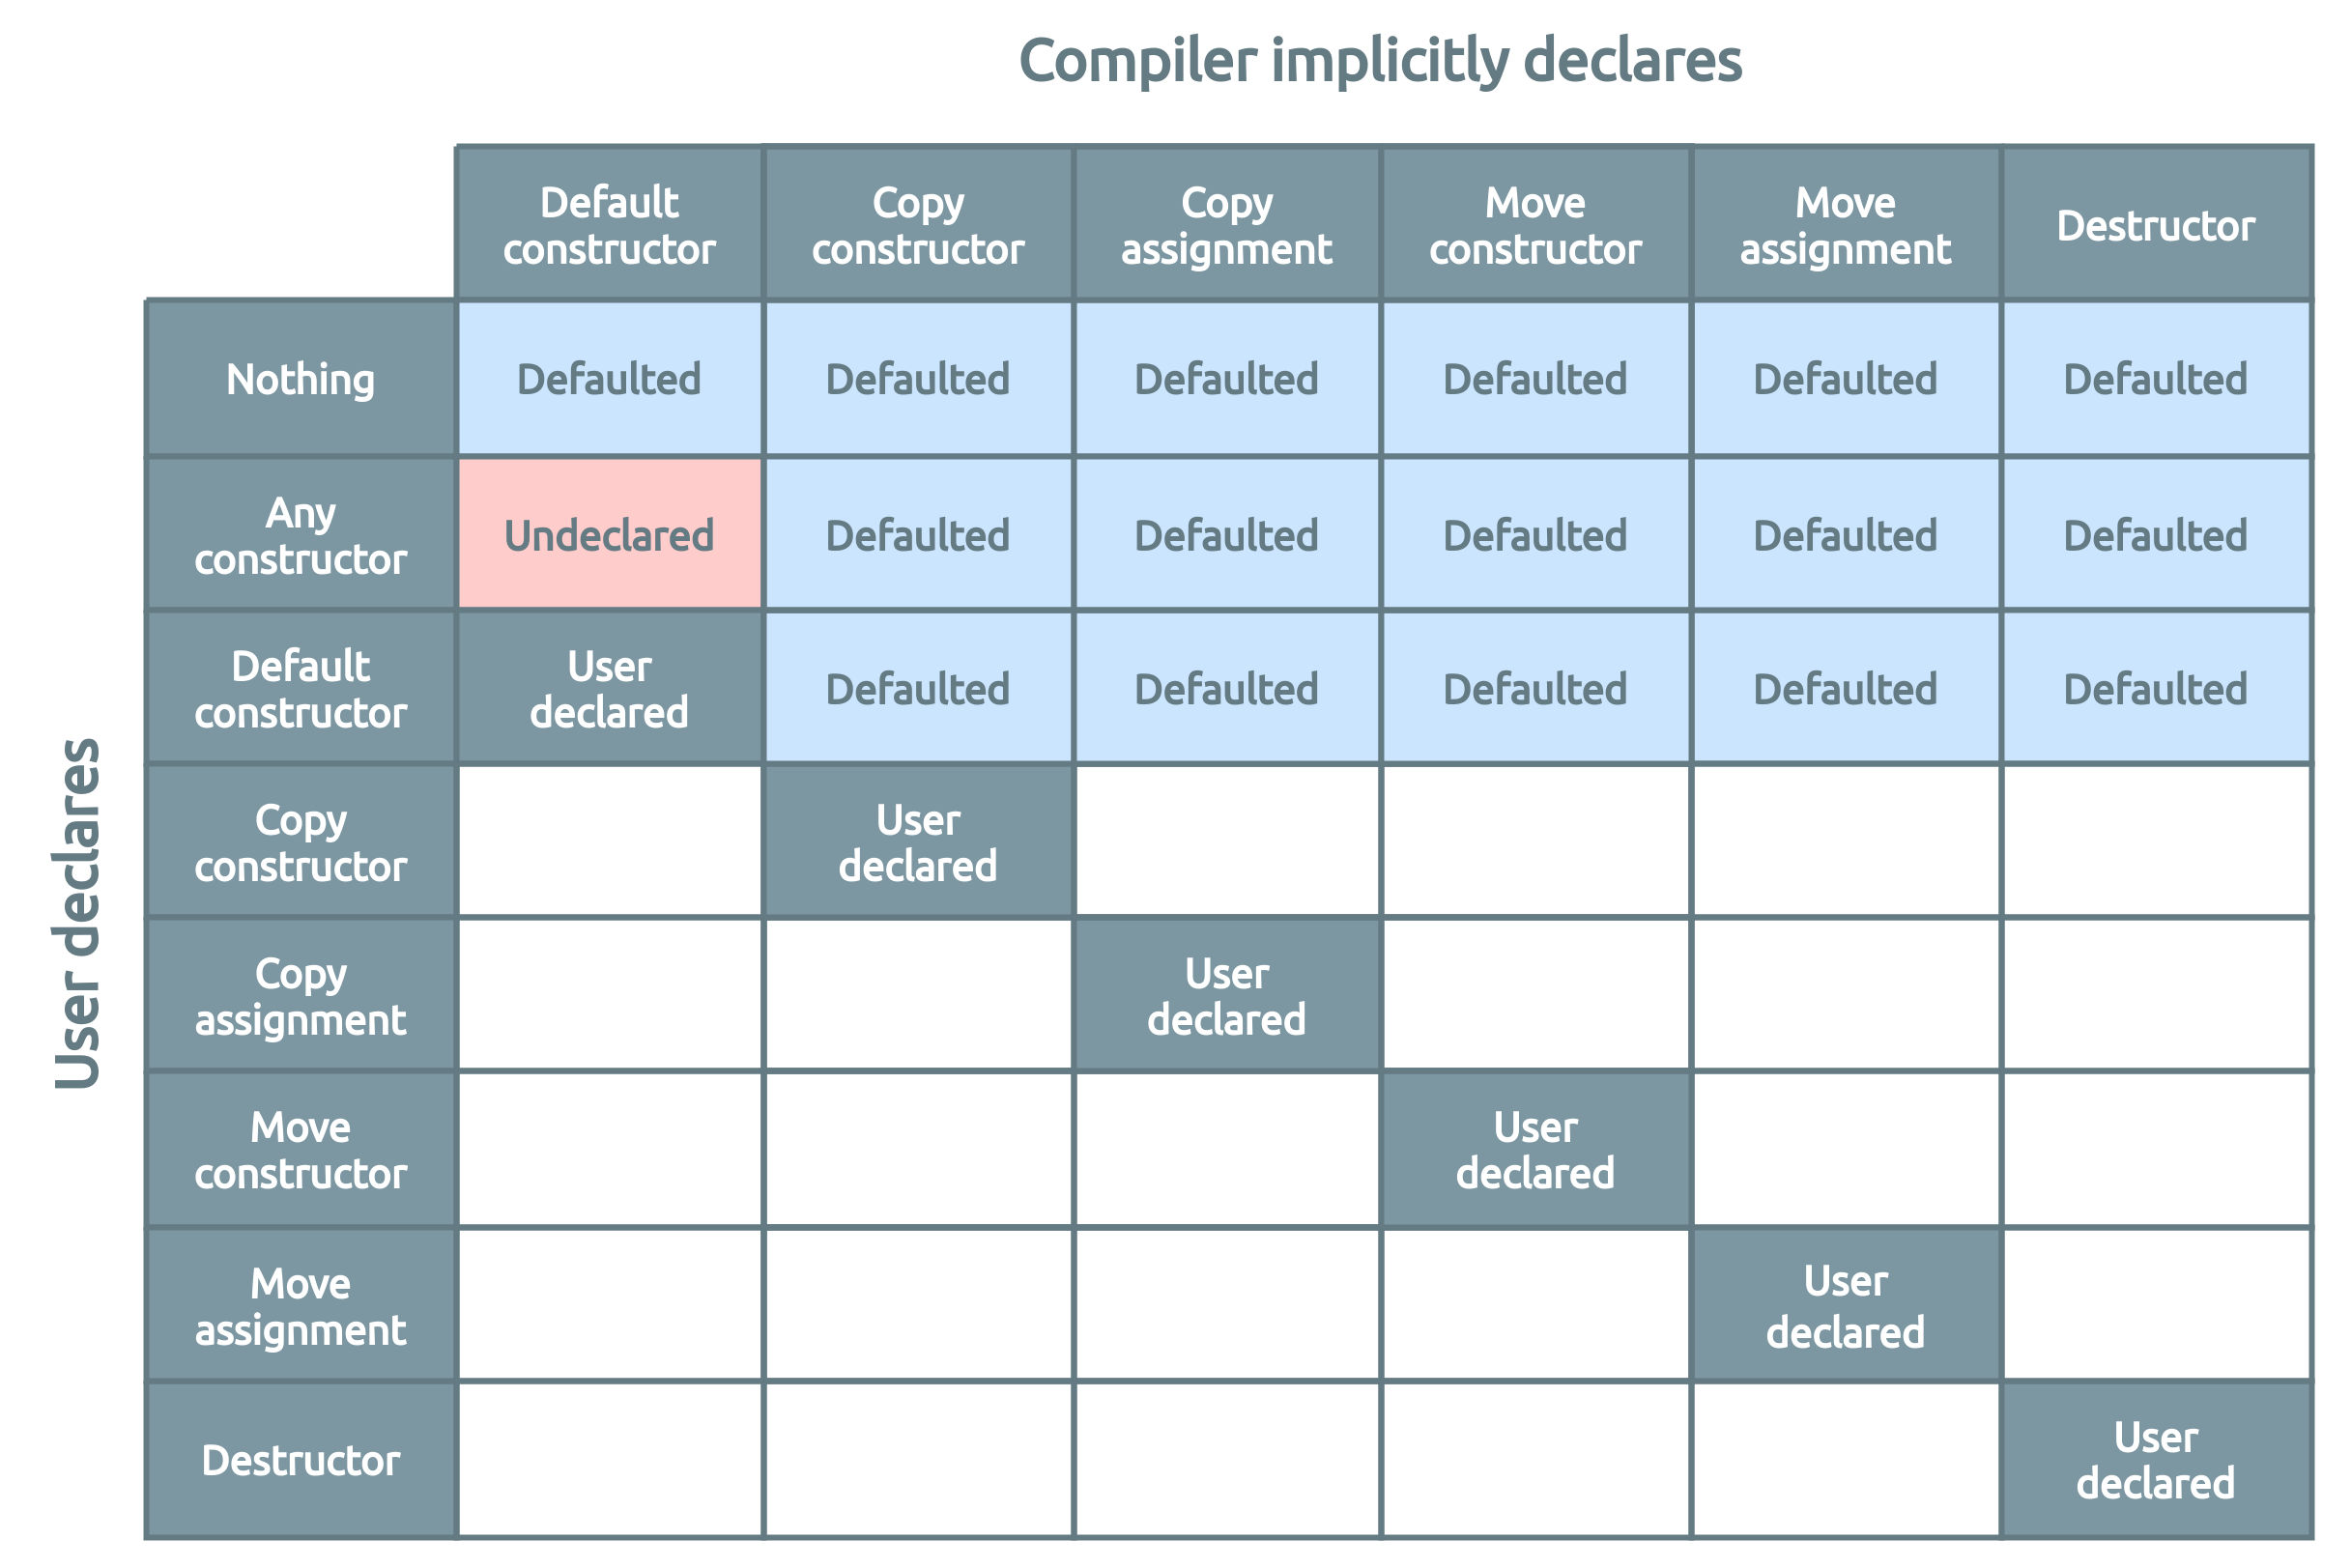 Compiler implicitly declares
Default
constructor
Copy
constructor
Copy
assignment
Move
constructor
Move
assignment
Destructor
User declares
Nothing
Defaulted
Defaulted
Defaulted
Defaulted
Defaulted
Defaulted
Any
constructor
Undeclared
Defaulted
Defaulted
Defaulted
Defaulted
Defaulted
Default
constructor
User
declared
Defaulted
Defaulted
Defaulted
Defaulted
Defaulted
Copy
constructor
User
declared
Copy
assignment
User
declared
Move
constructor
User
declared
Move
assignment
User
declared
Destructor
User
declared